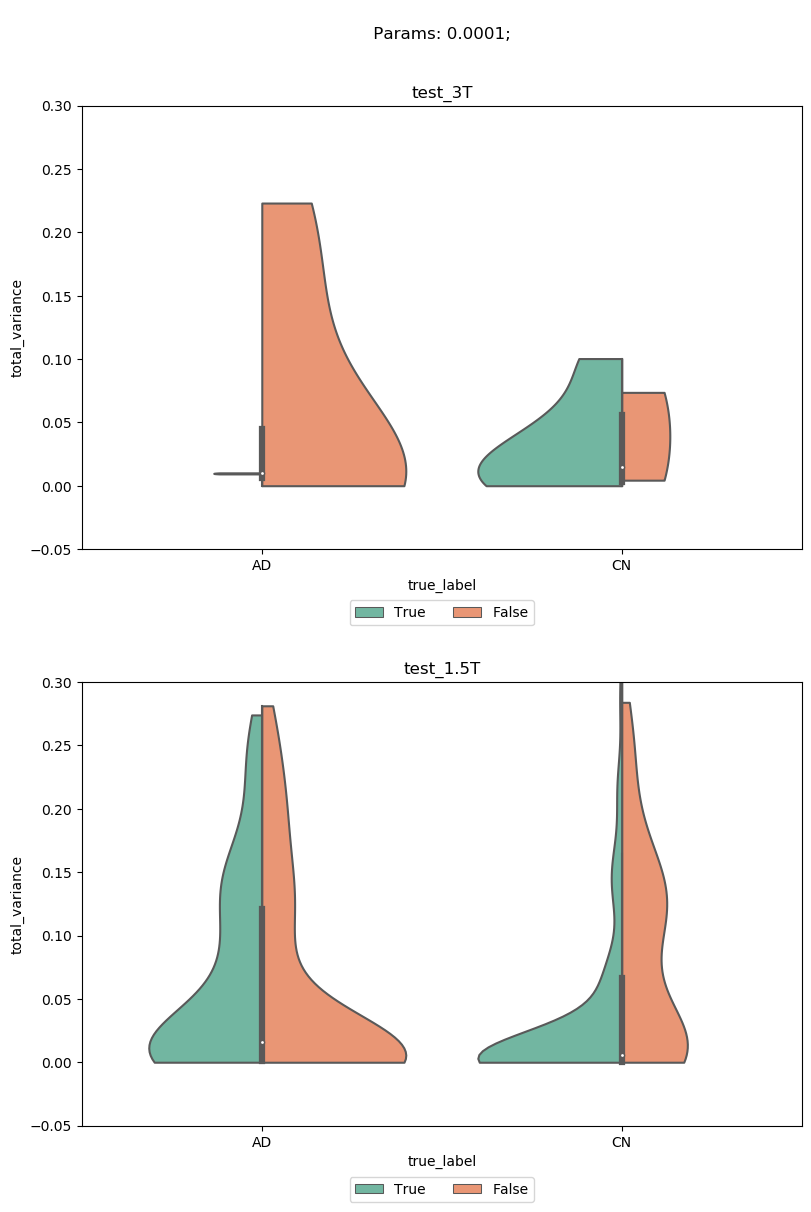 Params: 0.0001;
test_3T
0.30
0.25
0.20
0.15
0.10
0.05
0.00
−0.05
total_variance
AD CN
true_label
True False
test_1.5T
0.30
0.25
0.20
0.15
0.10
0.05
0.00
−0.05
total_variance
AD CN
true_label
True False